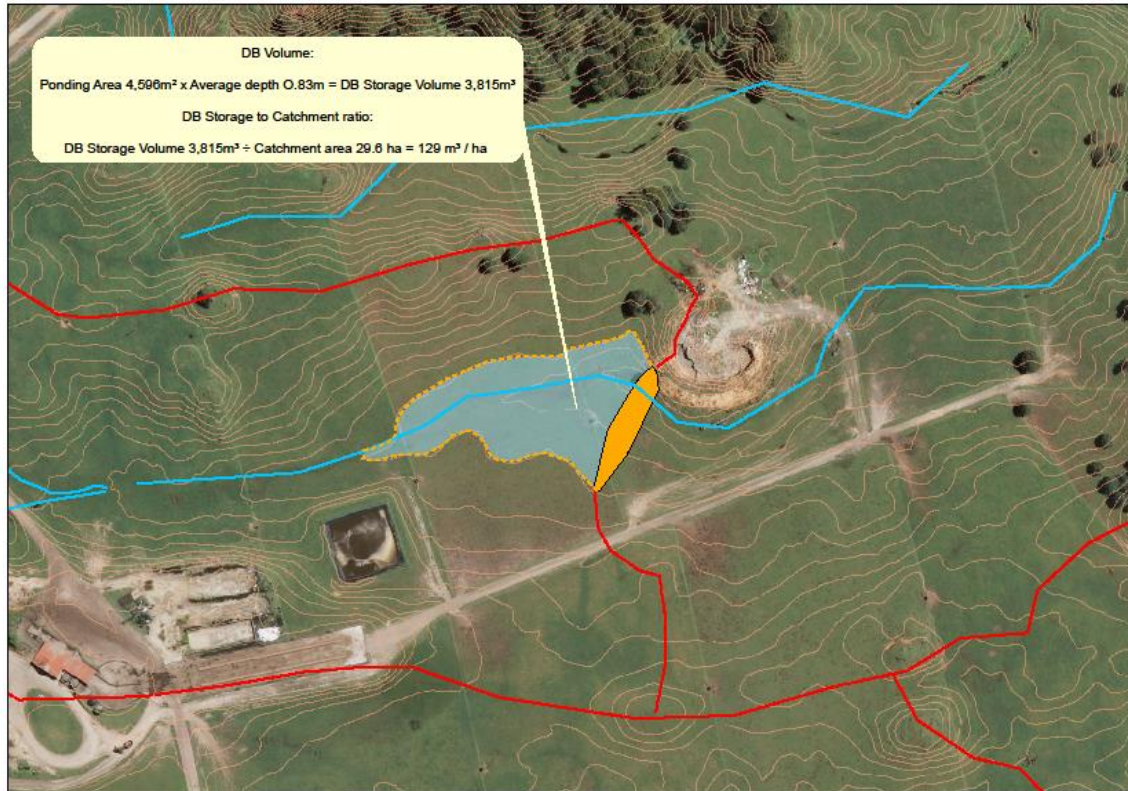 DB Volume:
Ponding Area 4,596m² x Average depth O.83m = DB Storage Volume 3,815m³
DB Storage to Catchment ratio:
DB Storage Volume 3,815m³ ÷ Catchment area 29.6 ha = 129 m³ / ha